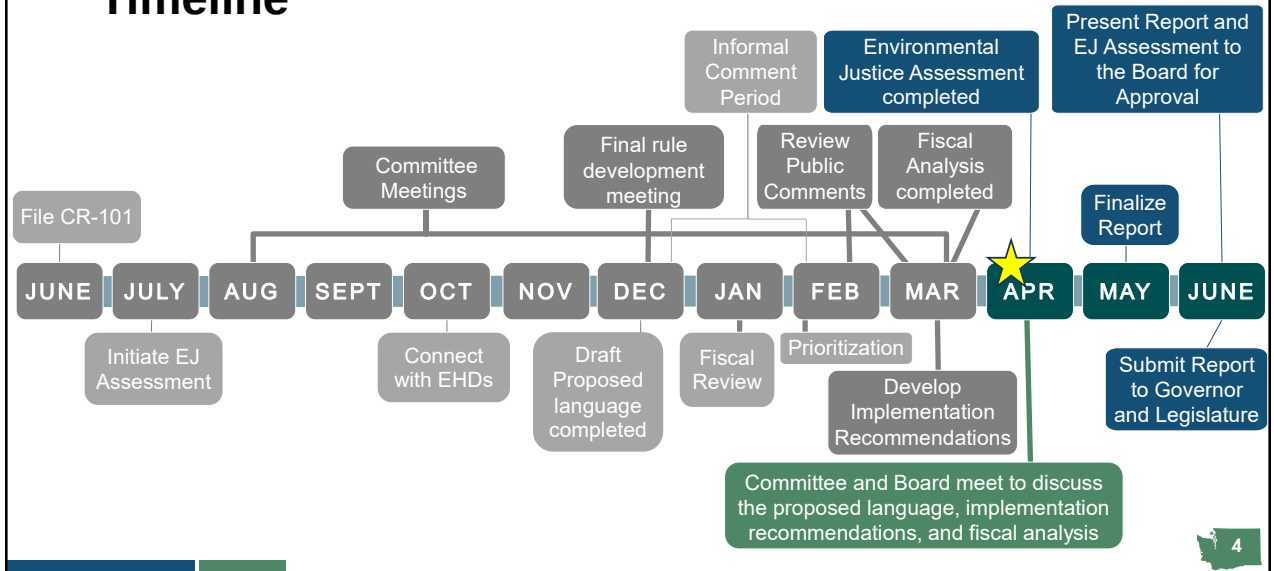 Timeline
Present Report and
EJ Assessment to
the Board for
Approval
Informal
Comment
Period
Environmental
Justice Assessment
completed
Committee
Meetings
Final rule
development
meeting
Review
Public
Comments
Fiscal
Analysis
completed
File CR-101
Finalize
Report
JUNE
JULY
AUG
SEPT
OCT
NOV
DEC
JAN
FEB
MAR
APR
MAY
JUNE
Initiate EJ
Assessment
Connect
with EHDs
Draft
Proposed
language
completed
Fiscal
Review
Prioritization
Develop
Implementation
Recommendations
Submit Report
to Governor
and Legislature
Committee and Board meet to discuss
the proposed language, implementation
recommendations, and fiscal analysis
4